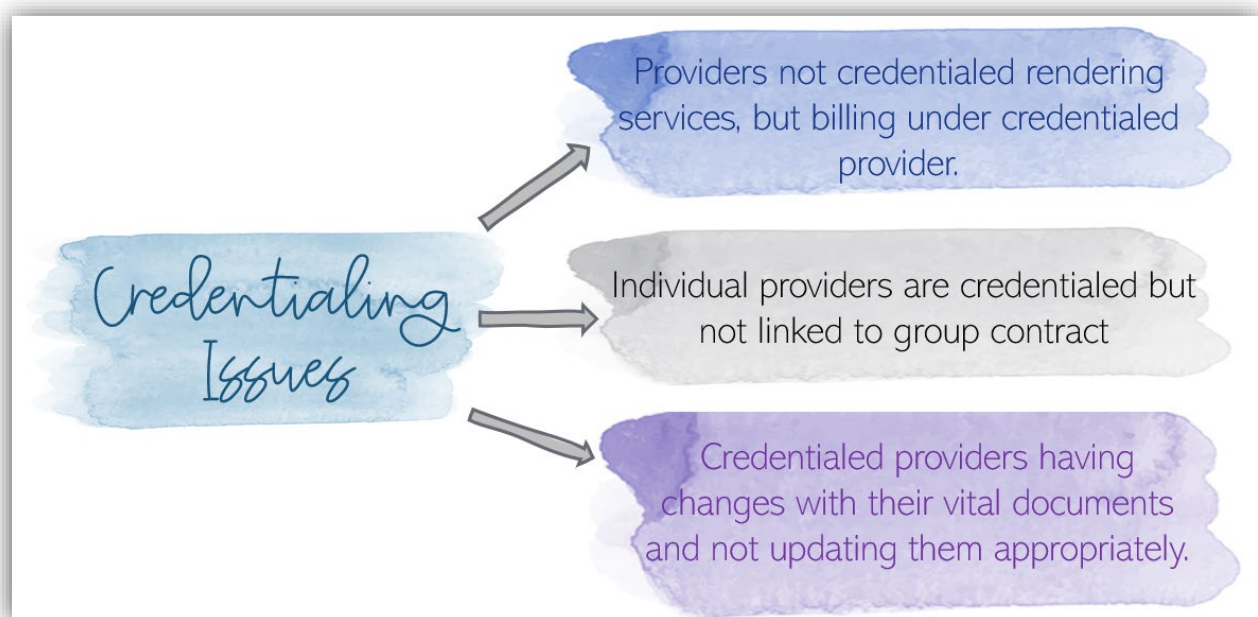 Credentialing
Issues
Providers not credentialed rendering
services, but billing under credentialed
provider.
Individual providers are credentialed but
not linked to group contract
Credentialed providers having
changes with their vital documents
and not updating them appropriately.